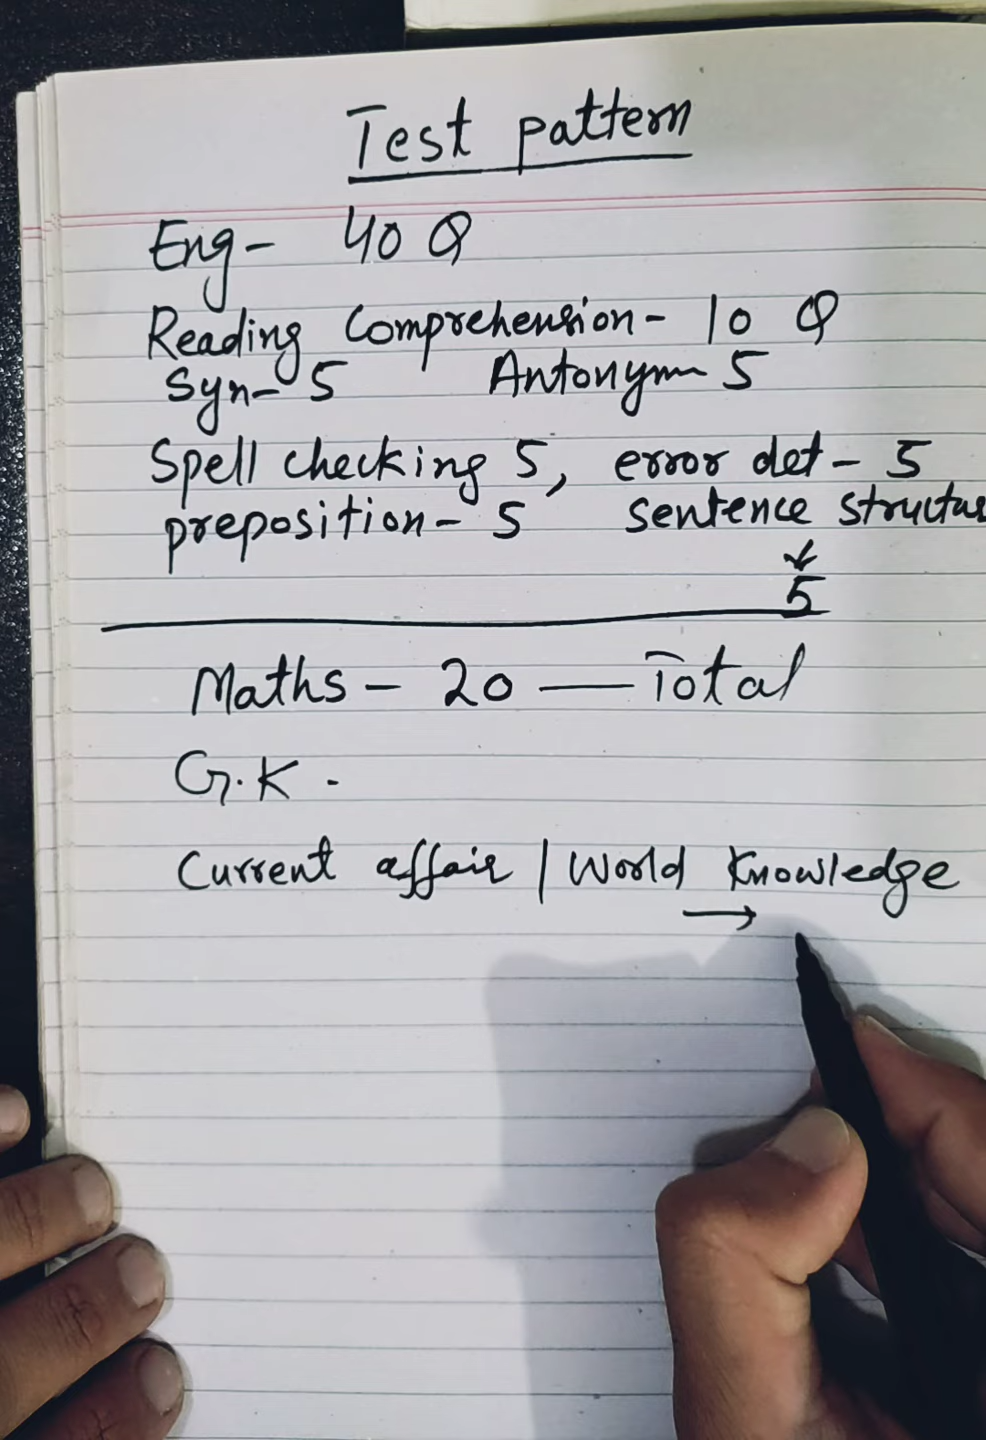 Test pattern
Eng- 40 Q
Reading Comprehension- 10 Q
Syn- 5 Antonym- 5
Spell checking 5, error det- 5
preposition- 5 sentence structu
5
Maths- 20 — Total
G.K-
Current affair | World Knowledge
→